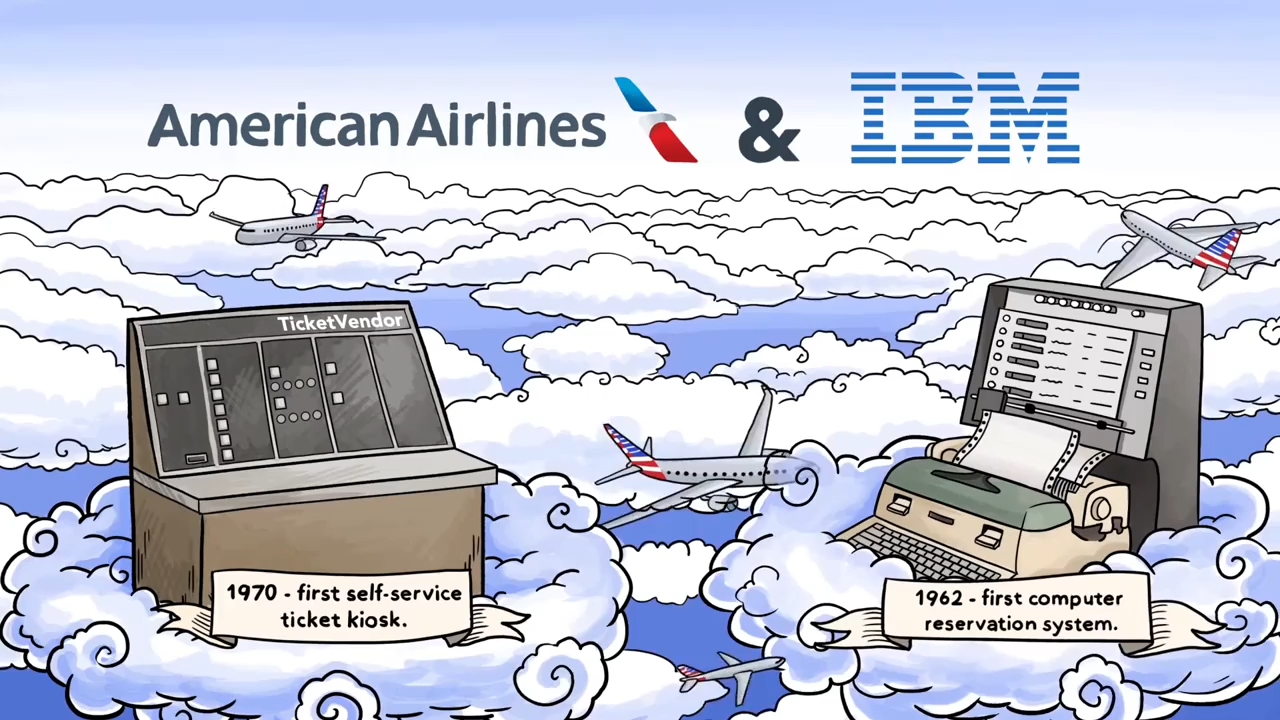 American Airlines & IBM
TicketVendor
1970 - first self-service
ticket kiosk.
1962 - first computer
reservation system.